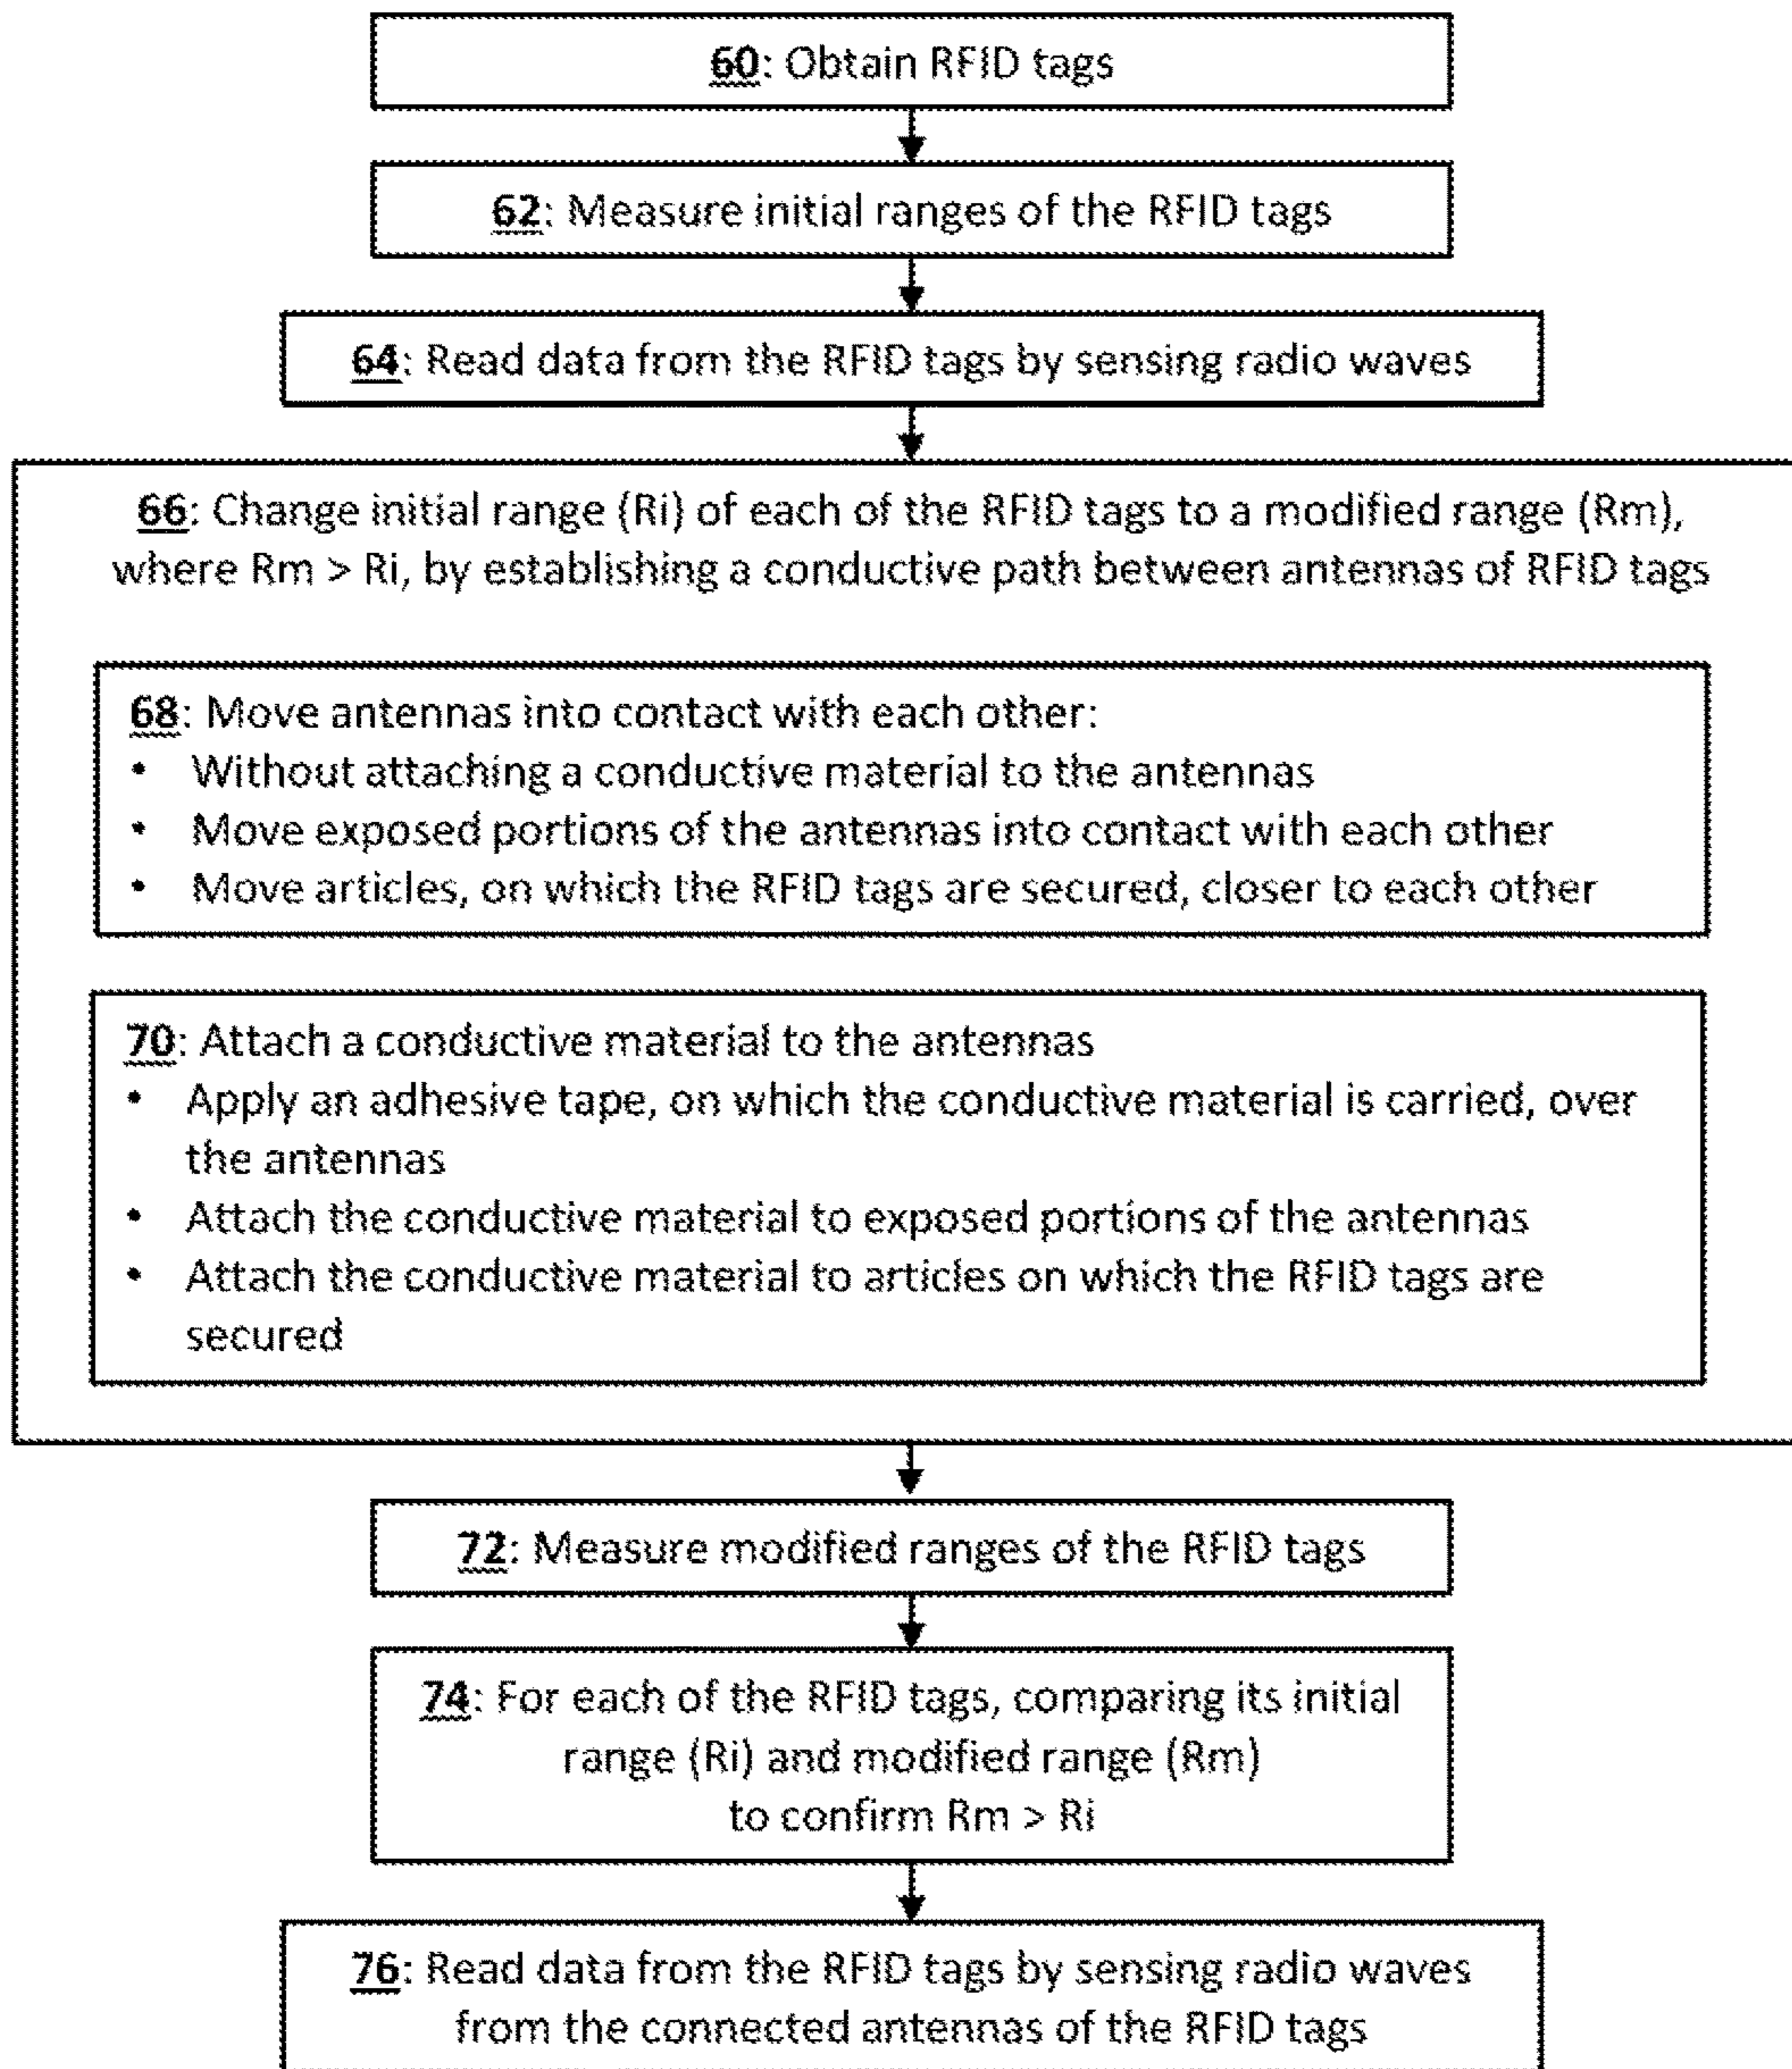 60: Obtain RFID tags
62: Measure initial ranges of the RFID tags
64: Read data from the RFID tags by sensing radio waves
66: Change initial range (Ri) of each of the RFID tags to a modified range (Rm),
where Rm > Ri, by establishing a conductive path between antennas of RFID tags
68: Move antennas into contact with each other:
• Without attaching a conductive material to the antennas
• Move exposed portions of the antennas into contact with each other
• Move articles, on which the RFID tags are secured, closer to each other
70: Attach a conductive material to the antennas
• Apply an adhesive tape, on which the conductive material is carried, over
the antennas
• Attach the conductive material to exposed portions of the antennas
• Attach the conductive material to articles on which the RFID tags are
secured
72: Measure modified ranges of the RFID tags
74: For each of the RFID tags, comparing its initial
range (Ri) and modified range (Rm)
to confirm Rm > Ri
76: Read data from the RFID tags by sensing radio waves
from the connected antennas of the RFID tags